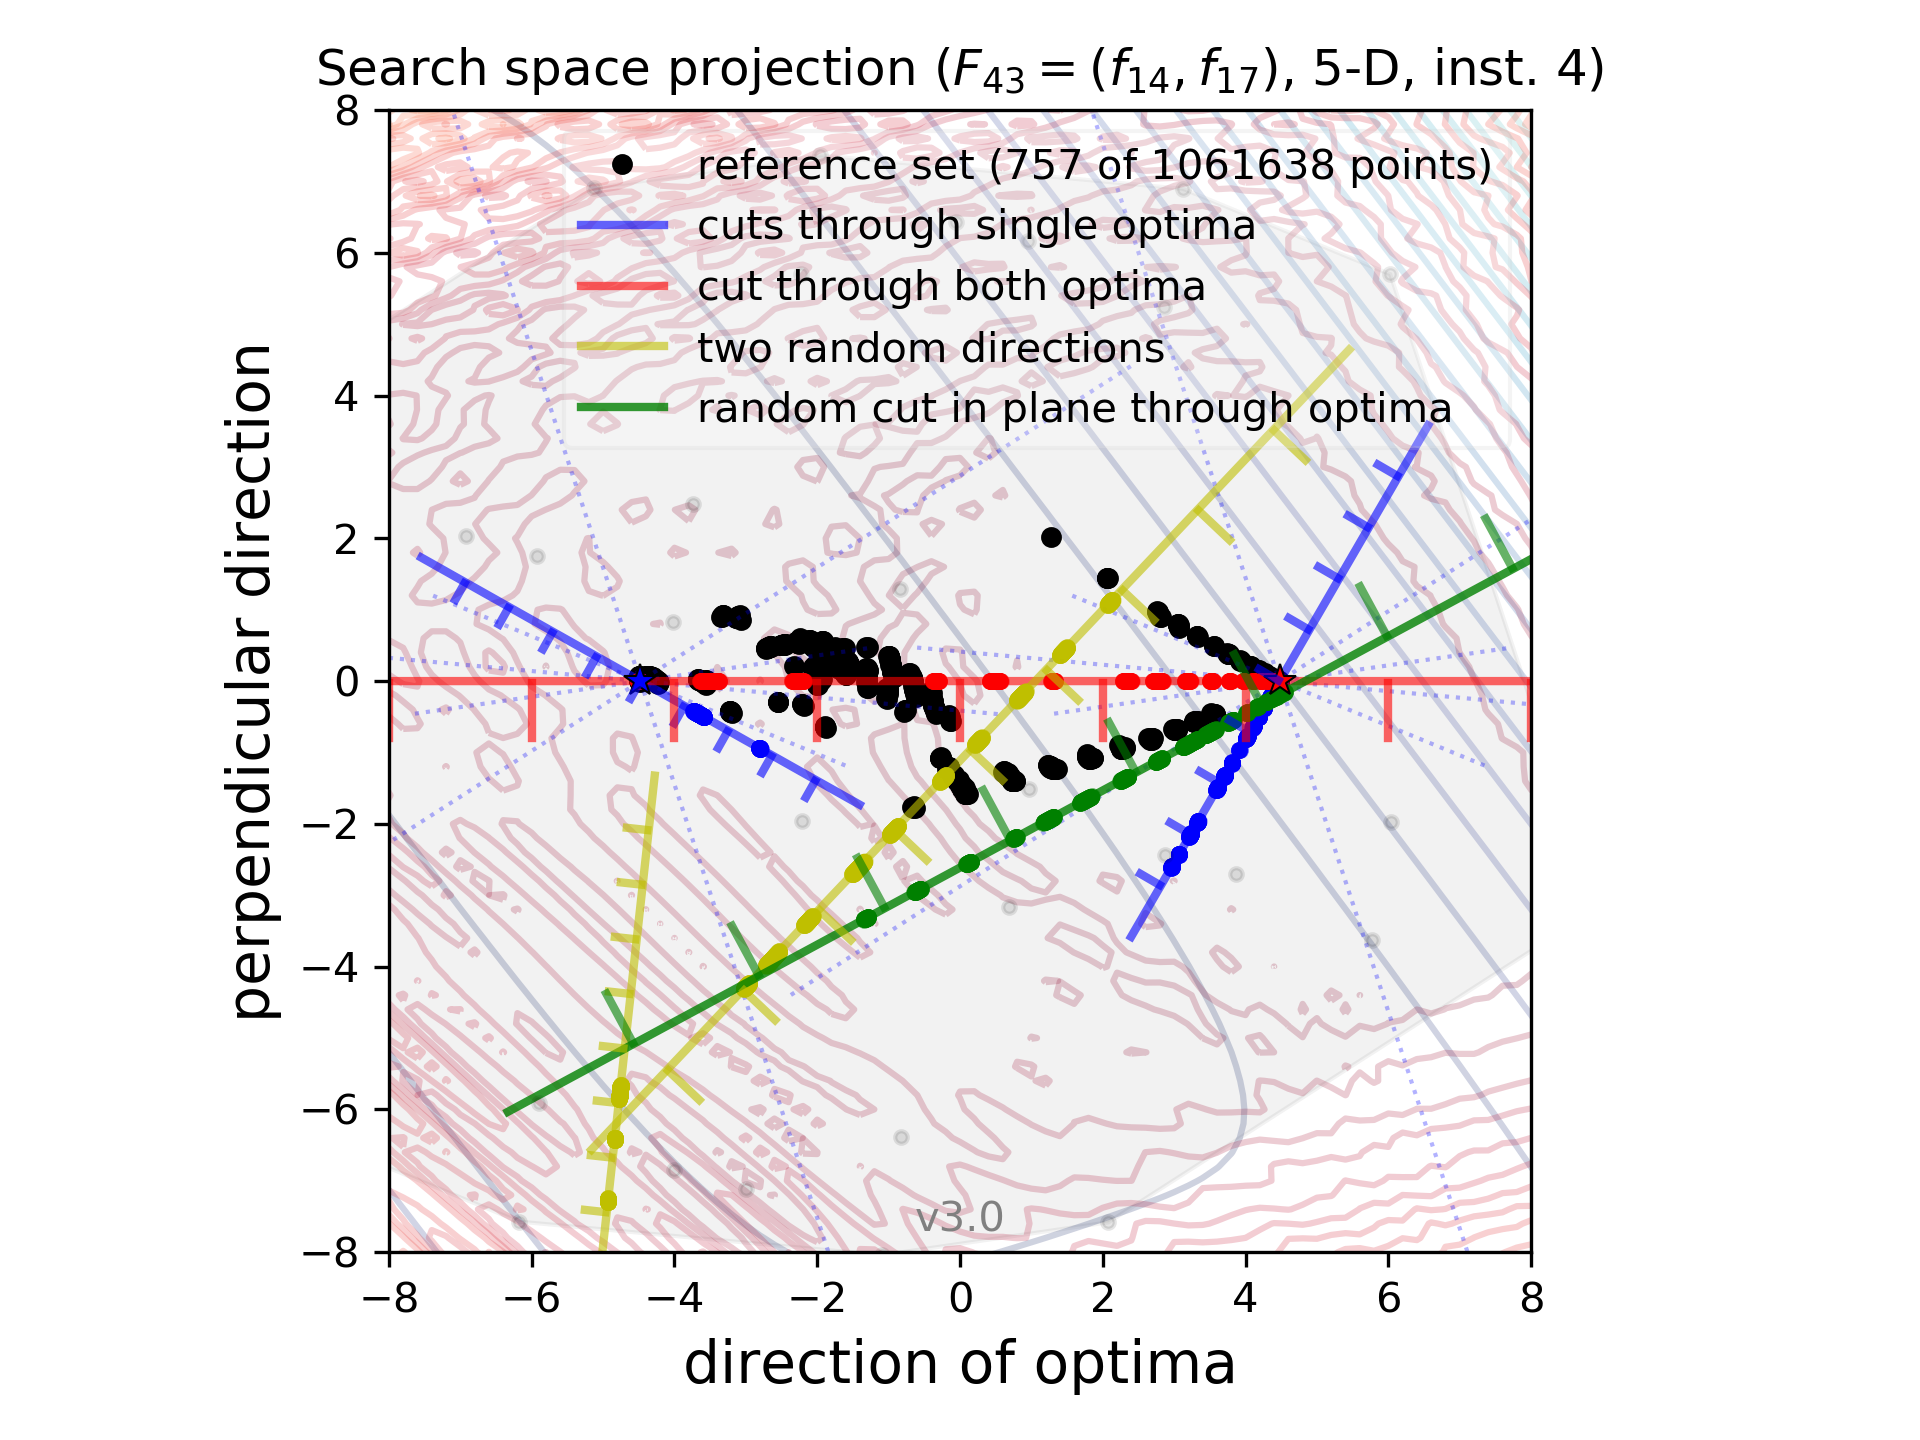 Search space projection (F₄₃ = (f₁₄, f₁₇), 5-D, inst. 4)
8
6
4
2
0
−2
−4
−6
−8
perpendicular direction
reference set (757 of 1061638 points)
cuts through single optima
cut through both optima
two random directions
random cut in plane through optima
v3.0
−8 −6 −4 −2 0 2 4 6 8
direction of optima